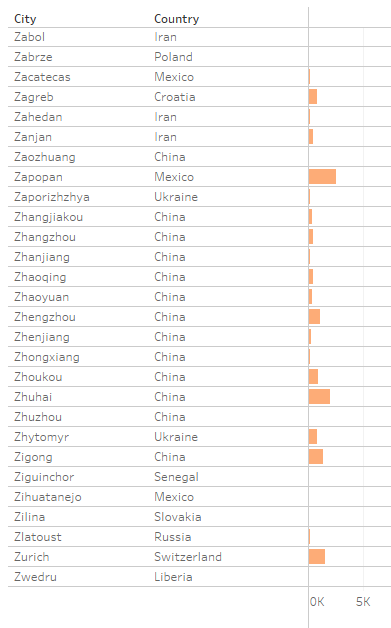 City Country
Zabol Iran
Zabrze Poland
Zacatecas Mexico
Zagreb Croatia
Zahedan Iran
Zanjan Iran
Zaozhuang China
Zapopan Mexico
Zaporizhzhya Ukraine
Zhangjiakou China
Zhangzhou China
Zhanjiang China
Zhaoqing China
Zhaoyuan China
Zhengzhou China
Zhenjiang China
Zhongxiang China
Zhoukou China
Zhuhai China
Zhuzhou China
Zhytomyr Ukraine
Zigong China
Ziguinchor Senegal
Zihuatanejo Mexico
Zilina Slovakia
Zlatoust Russia
Zurich Switzerland
Zwedru Liberia
0K 5K